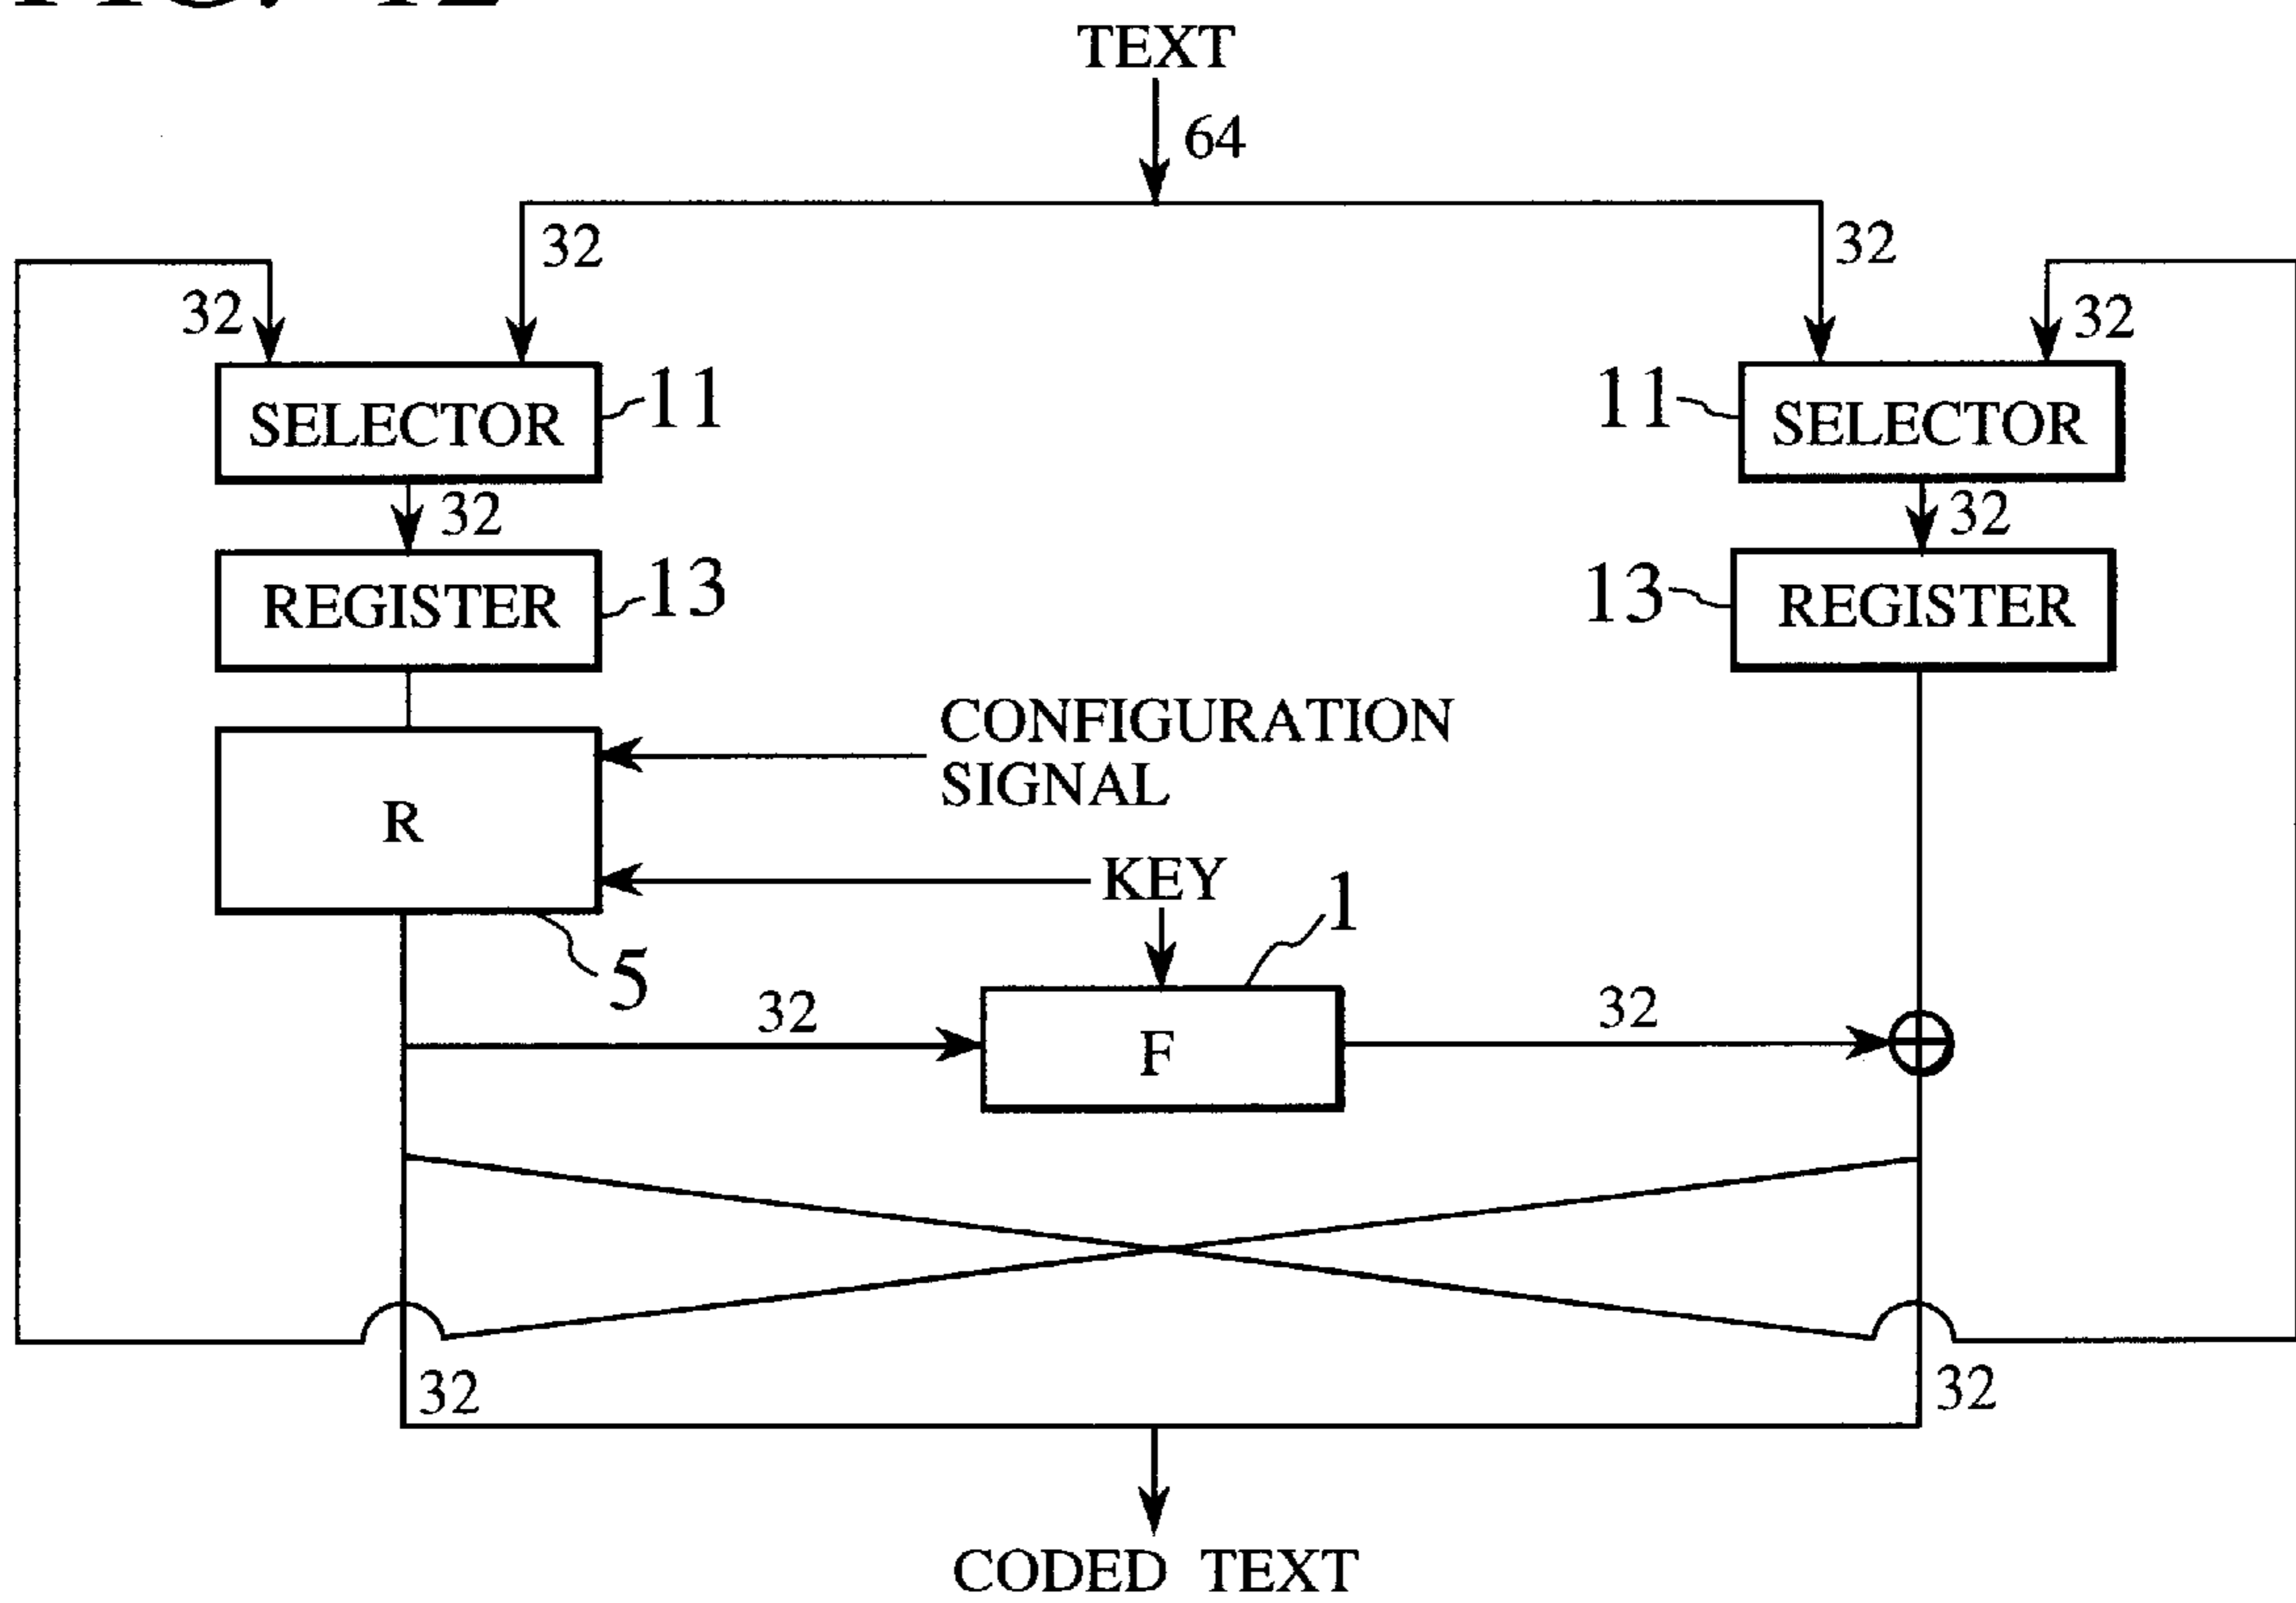 TEXT
64
32
32
32
32
SELECTOR
11
11
SELECTOR
32
32
REGISTER
13
13
REGISTER
CONFIGURATION
SIGNAL
R
KEY
1
5
32
F
32
32
32
CODED TEXT